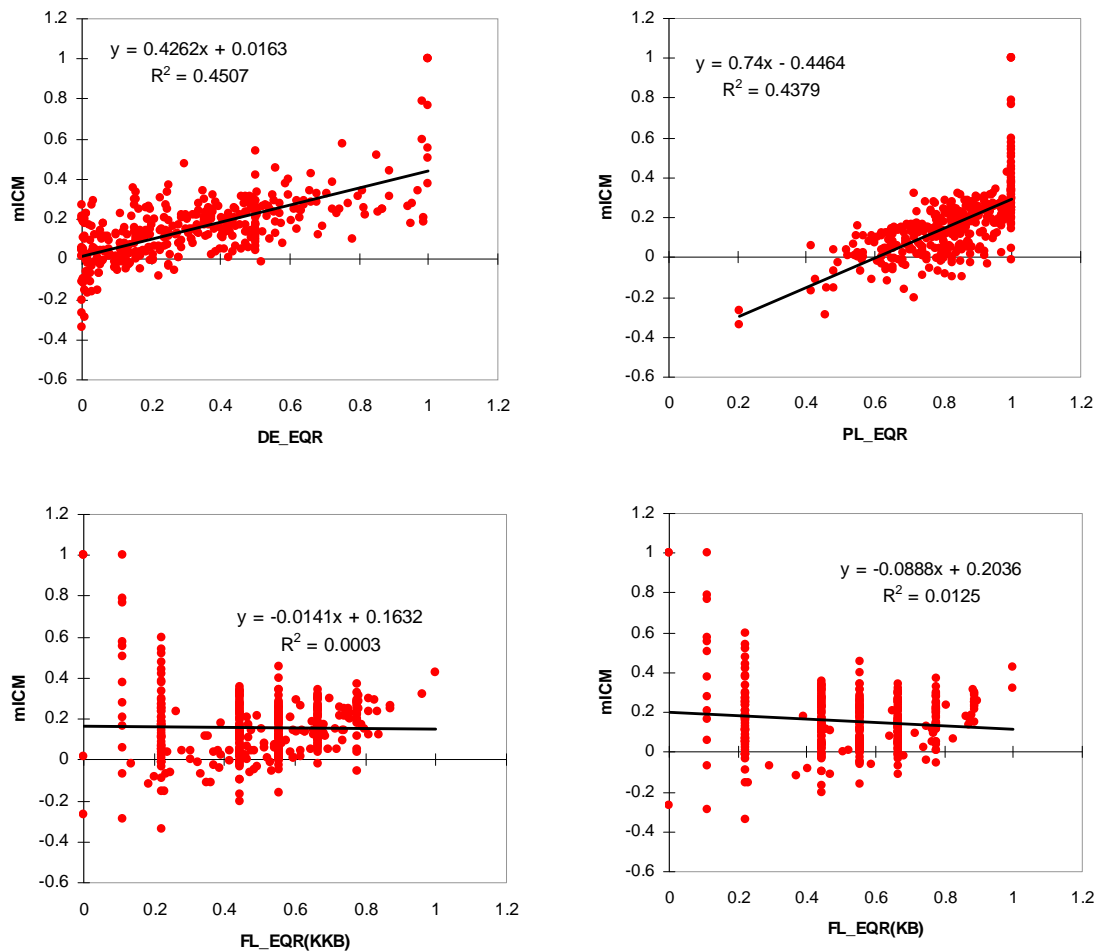 1.2
1
0.8
0.6
0.4
0.2
0
-0.2
-0.4
-0.6
mICM
y = 0.4262x + 0.0163
R² = 0.4507
0 0.2 0.4 0.6 0.8 1 1.2
DE_EQR
1.2
1
0.8
0.6
0.4
0.2
0
-0.2
-0.4
-0.6
mICM
y = 0.74x - 0.4464
R² = 0.4379
0 0.2 0.4 0.6 0.8 1 1.2
PL_EQR
1.2
1
0.8
0.6
0.4
0.2
0
-0.2
-0.4
-0.6
mICM
y = -0.0141x + 0.1632
R² = 0.0003
0 0.2 0.4 0.6 0.8 1 1.2
FL_EQR(KKB)
1.2
1
0.8
0.6
0.4
0.2
0
-0.2
-0.4
-0.6
mICM
y = -0.0888x + 0.2036
R² = 0.0125
0 0.2 0.4 0.6 0.8 1 1.2
FL_EQR(KB)